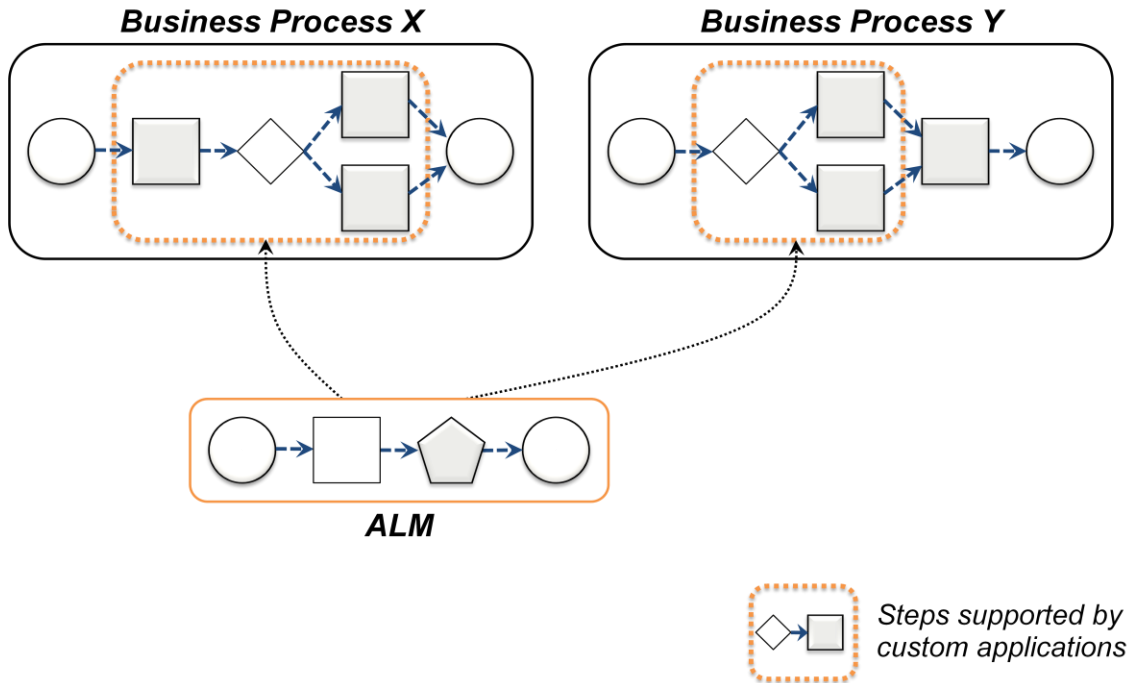 Business Process X
Business Process Y
ALM
Steps supported by
custom applications